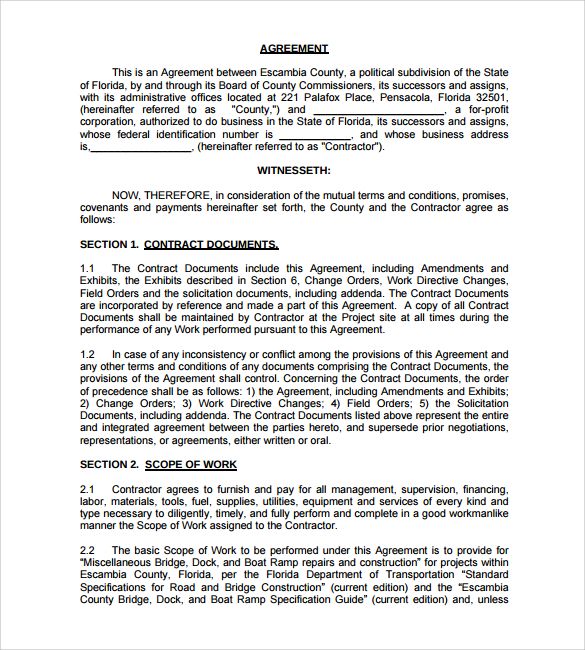 AGREEMENT
This is an Agreement between Escambia County, a political subdivision of the State
of Florida, by and through its Board of County Commissioners, its successors and assigns,
with its administrative offices located at 221 Palafox Place, Pensacola, Florida 32501,
(hereinafter referred to as "County,") and ____________________, a for-profit
corporation, authorized to do business in the State of Florida, its successors and assigns,
whose federal identification number is ____________, and whose business address
is,_________________, (hereinafter referred to as "Contractor").
WITNESSETH:
NOW, THEREFORE, in consideration of the mutual terms and conditions, promises,
covenants and payments hereinafter set forth, the County and the Contractor agree as
follows:
SECTION 1. CONTRACT DOCUMENTS.
1.1 The Contract Documents include this Agreement, including Amendments and
Exhibits, the Exhibits described in Section 6, Change Orders, Work Directive Changes,
Field Orders and the solicitation documents, including addenda. The Contract Documents
are incorporated by reference and made a part of this Agreement. A copy of all Contract
Documents shall be maintained by Contractor at the Project site at all times during the
performance of any Work performed pursuant to this Agreement.
1.2 In case of any inconsistency or conflict among the provisions of this Agreement and
any other terms and conditions of any documents comprising the Contract Documents, the
provisions of the Agreement shall control. Concerning the Contract Documents, the order
of precedence shall be as follows: 1) the Agreement, including Amendments and Exhibits;
2) Change Orders; 3) Work Directive Changes; 4) Field Orders; 5) the Solicitation
Documents, including addenda. The Contract Documents listed above represent the entire
and integrated agreement between the parties hereto, and supersede prior negotiations,
representations, or agreements, either written or oral.
SECTION 2. SCOPE OF WORK
2.1 Contractor agrees to furnish and pay for all management, supervision, financing,
labor, materials, tools, fuel, supplies, utilities, equipment and services of every kind and
type necessary to diligently, timely, and fully perform and complete in a good workmanlike
manner the Scope of Work assigned to the Contractor.
2.2 The basic Scope of Work to be performed under this Agreement is to provide for
“Miscellaneous Bridge, Dock, and Boat Ramp repairs and construction” for projects within
Escambia County, Florida, per the Florida Department of Transportation “Standard
Specifications for Road and Bridge Construction” (current edition) and the “Escambia
County Bridge, Dock, and Boat Ramp Specification Guide” (current edition) and, unless